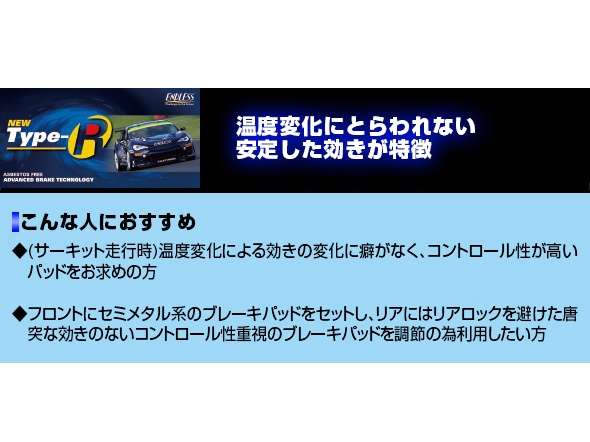 ENDLESS
NEW
Type-R
ASBESTOS FREE
ADVANCED BRAKE TECHNOLOGY
温度変化にとらわれない
安定した効きが特徴
こんな人におすすめ
◆(サーキット走行時)温度変化による効きの変化に癖がなく、コントロール性が高い
パッドをお求めの方
◆フロントにセミメタル系のブレーキパッドをセットし、リアにはリアロックを避けた唐
突な効きのないコントロール性重視のブレーキパッドを調節の為利用したい方